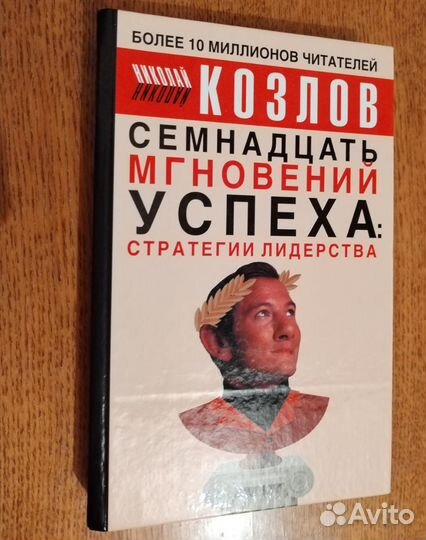 БОЛЕЕ 10 МИЛЛИОНОВ ЧИТАТЕЛЕЙ
НИКОЛАЙ КОЗЛОВ
СЕМНАДЦАТЬ
МГНОВЕНИЙ
УСПЕХА:
СТРАТЕГИИ ЛИДЕРСТВА
Avito